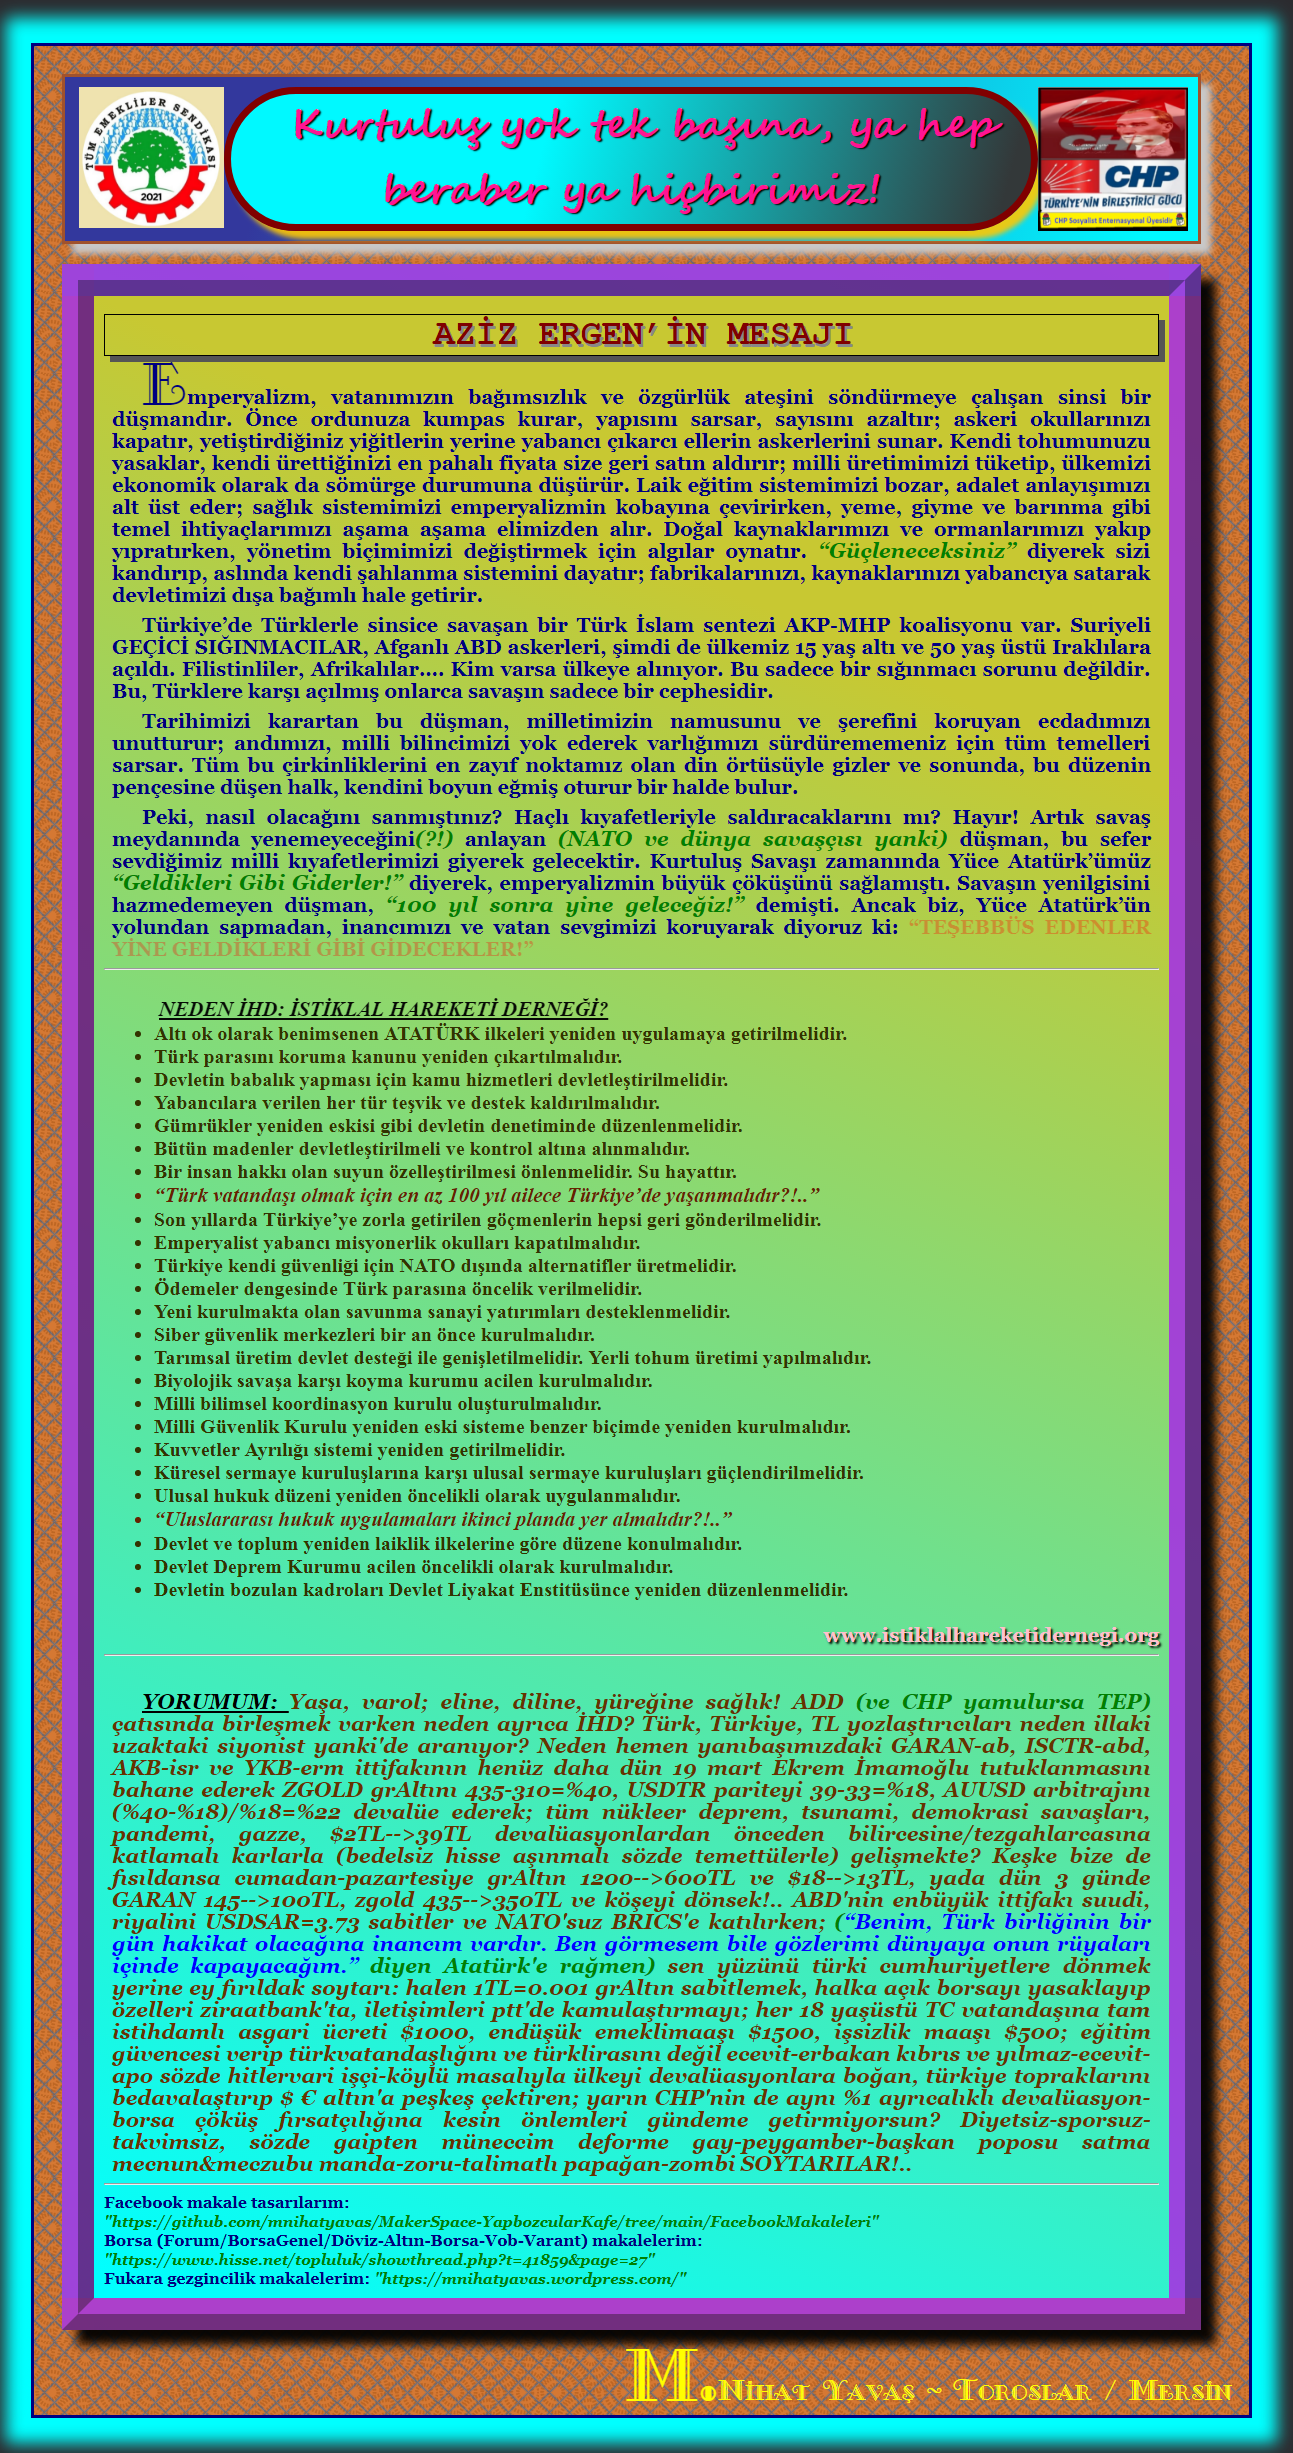 TÜM EMEKLİLER SENDİKASI
2021
Kurtuluş yok tek başına, ya hep
beraber ya hiçbirimiz!
CHP
CHP
TÜRKİYE'NİN BİRLEŞTİRİCİ GÜCÜ
CHP Sosyalist Enternasyonal Üyesidir
AZİZ ERGEN’İN MESAJI
Emperyalizm, vatanımızın bağımsızlık ve özgürlük ateşini söndürmeye çalışan sinsi bir
düşmandır. Önce ordunuza kumpas kurar, yapısını sarsar, sayısını azaltır; askeri okullarınızı
kapatır, yetiştirdiğiniz yiğitlerin yerine yabancı çıkarcı ellerin askerlerini sunar. Kendi tohumunuzu
yasaklar, kendi ürettiğinizi en pahalı fiyata size geri satın aldırır; milli üretimimizi tüketip, ülkemizi
ekonomik olarak da sömürge durumuna düşürür. Laik eğitim sistemimizi bozar, adalet anlayışımızı
alt üst eder; sağlık sistemimizi emperyalizmin kobayına çevirirken, yeme, giyme ve barınma gibi
temel ihtiyaçlarımızı aşama aşama elimizden alır. Doğal kaynaklarımızı ve ormanlarımızı yakıp
yıpratırken, yönetim biçimimizi değiştirmek için algılar oynatır. “Güçleneceksiniz” diyerek sizi
kandırıp, aslında kendi şahlanma sistemini dayatır; fabrikalarınızı, kaynaklarınızı yabancıya satarak
devletimizi dışa bağımlı hale getirir.
Türkiye’de Türklerle sinsice savaşan bir Türk İslam sentezi AKP-MHP koalisyonu var. Suriyeli
GEÇİCİ SIĞINMACILAR, Afganlı ABD askerleri, şimdi de ülkemiz 15 yaş altı ve 50 yaş üstü Iraklılara
açıldı. Filistinliler, Afrikalılar.... Kim varsa ülkeye alınıyor. Bu sadece bir sığınmacı sorunu değildir.
Bu, Türklere karşı açılmış onlarca savaşın sadece bir cephesidir.
Tarihimizi karartan bu düşman, milletimizin namusunu ve şerefini koruyan ecdadımızı
unutturur; andımızı, milli bilincimizi yok ederek varlığımızı sürdürememeniz için tüm temelleri
sarsar. Tüm bu çirkinliklerini en zayıf noktamız olan din örtüsüyle gizler ve sonunda, bu düzenin
pençesine düşen halk, kendini boyun eğmiş oturur bir halde bulur.
Peki, nasıl olacağını sanmıştınız? Haçlı kıyafetleriyle saldıracaklarını mı? Hayır! Artık savaş
meydanında yenemeyeceğini(?!) anlayan (NATO ve dünya savaşçısı yanki) düşman, bu sefer
sevdiğimiz milli kıyafetlerimizi giyerek gelecektir. Kurtuluş Savaşı zamanında Yüce Atatürk’ümüz
“Geldikleri Gibi Giderler!” diyerek, emperyalizmin büyük çöküşünü sağlamıştı. Savaşın yenilgisini
hazmedemeyen düşman, “100 yıl sonra yine geleceğiz!” demişti. Ancak biz, Yüce Atatürk’ün
yolundan sapmadan, inancımızı ve vatan sevgimizi koruyarak diyoruz ki: “TEŞEBBÜS EDENLER
YİNE GELDİKLERİ GİBİ GİDECEKLER!”
NEDEN İHD: İSTİKLAL HAREKETİ DERNEĞİ?
• Altı ok olarak benimsenen ATATÜRK ilkeleri yeniden uygulamaya getirilmelidir.
• Türk parasını koruma kanunu yeniden çıkartılmalıdır.
• Devletin babalık yapması için kamu hizmetleri devletleştirilmelidir.
• Yabancılara verilen her tür teşvik ve destek kaldırılmalıdır.
• Gümrükler yeniden eskisi gibi devletin denetiminde düzenlenmelidir.
• Bütün madenler devletleştirilmeli ve kontrol altına alınmalıdır.
• Bir insan hakkı olan suyun özelleştirilmesi önlenmelidir. Su hayattır.
• “Türk vatandaşı olmak için en az 100 yıl ailece Türkiye’de yaşanmalıdır?!..”
• Son yıllarda Türkiye’ye zorla getirilen göçmenlerin hepsi geri gönderilmelidir.
• Emperyalist yabancı misyonerlik okulları kapatılmalıdır.
• Türkiye kendi güvenliği için NATO dışında alternatifler üretmelidir.
• Ödemeler dengesinde Türk parasına öncelik verilmelidir.
• Yeni kurulmakta olan savunma sanayi yatırımları desteklenmelidir.
• Siber güvenlik merkezleri bir an önce kurulmalıdır.
• Tarımsal üretim devlet desteği ile genişletilmelidir. Yerli tohum üretimi yapılmalıdır.
• Biyolojik savaşa karşı koyma kurumu acilen kurulmalıdır.
• Milli bilimsel koordinasyon kurulu oluşturulmalıdır.
• Milli Güvenlik Kurulu yeniden eski sisteme benzer biçimde yeniden kurulmalıdır.
• Kuvvetler Ayrılığı sistemi yeniden getirilmelidir.
• Küresel sermaye kuruluşlarına karşı ulusal sermaye kuruluşları güçlendirilmelidir.
• Ulusal hukuk düzeni yeniden öncelikli olarak uygulanmalıdır.
• “Uluslararası hukuk uygulamaları ikinci planda yer almalıdır?!..”
• Devlet ve toplum yeniden laiklik ilkelerine göre düzene konulmalıdır.
• Devlet Deprem Kurumu acilen öncelikli olarak kurulmalıdır.
• Devletin bozulan kadroları Devlet Liyakat Enstitüsünce yeniden düzenlenmelidir.
www.istiklalhareketidernegi.org
YORUMUM: Yaşa, varol; eline, diline, yüreğine sağlık! ADD (ve CHP yamulursa TEP)
çatısında birleşmek varken neden ayrıca İHD? Türk, Türkiye, TL yozlaştırıcıları neden illaki
uzaktaki siyonist yanki'de aranıyor? Neden hemen yanıbaşımızdaki GARAN-ab, ISCTR-abd,
AKB-isr ve YKB-erm ittifakının henüz daha dün 19 mart Ekrem İmamoğlu tutuklanmasını
bahane ederek ZGOLD grAltını 435-310=%40, USDTR pariteyi 39-33=%18, AUUSD arbitrajını
(%40-%18)/%18=%22 devalüe ederek; tüm nükleer deprem, tsunami, demokrasi savaşları,
pandemi, gazze, $2TL-->39TL devalüasyonlardan önceden bilircesine/tezgahlarcasına
katlamalı karlarla (bedelsiz hisse aşınmalı sözde temettülerle) gelişmekte? Keşke bize de
fısıldansa cumadan-pazartesiye grAltın 1200-->600TL ve $18-->13TL, yada dün 3 günde
GARAN 145-->100TL, zgold 435-->350TL ve köşeyi dönsek!.. ABD'nin enbüyük ittifakı suudi,
riyalini USDSAR=3.73 sabitler ve NATO'suz BRICS'e katılırken; (“Benim, Türk birliğinin bir
gün hakikat olacağına inancım vardır. Ben görmesem bile gözlerimi dünyaya onun rüyaları
içinde kapayacağım.” diyen Atatürk'e rağmen) sen yüzünü türki cumhuriyetlere dönmek
yerine ey fırıldak soytarı: halen 1TL=0.001 grAltın sabitlemek, halka açık borsayı yasaklayıp
özelleri ziraatbank'ta, iletişimleri ptt'de kamulaştırmayı; her 18 yaşüstü TC vatandaşına tam
istihdamlı asgari ücreti $1000, endüşük emeklimaaşı $1500, işsizlik maaşı $500; eğitim
güvencesi verip türkvatandaşlığını ve türklirasını değil ecevit-erbakan kıbrıs ve yılmaz-ecevit-
apo sözde hitlervari işçi-köylü masalıyla ülkeyi devalüasyonlara boğan, türkiye topraklarını
bedavalaştırıp $ € altın'a peşkeş çektiren; yarın CHP'nin de aynı %1 ayrıcalıklı devalüasyon-
borsa çöküş fırsatçılığına kesin önlemleri gündeme getirmiyorsun? Diyetsiz-sporsuz-
takvimsiz, sözde gaipten müneccim deforme gay-peygamber-başkan poposu satma
mecnun&meczubu manda-zoru-talimatlı papağan-zombi SOYTARILAR!..
Facebook makale tasarılarım:
"https://github.com/mnihatyavas/MakerSpace-YapbozcularKafe/tree/main/FacebookMakaleleri"
Borsa (Forum/BorsaGenel/Döviz-Altın-Borsa-Vob-Varant) makalelerim:
"https://www.hisse.net/topluluk/showthread.php?t=41859&page=27"
Fukara gezgincilik makalelerim: "https://mnihatyavas.wordpress.com/"
M.Nihat Yavaş ~ Toroslar / Mersin